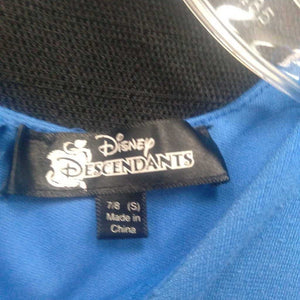 Disney
DESCENDANTS
7/8 (S)
Made in
China